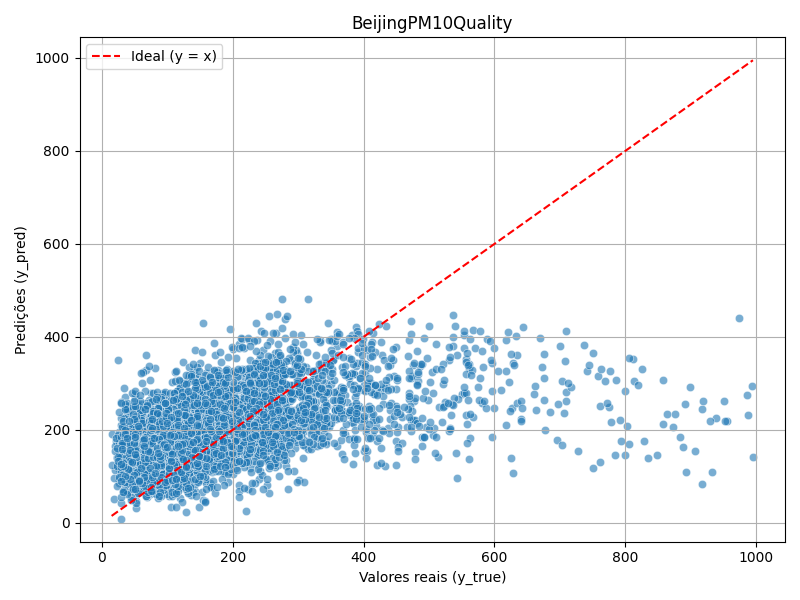 BeijingPM10Quality
Ideal (y = x)
1000
800
600
400
200
0
Predições (y_pred)
0 200 400 600 800 1000
Valores reais (y_true)